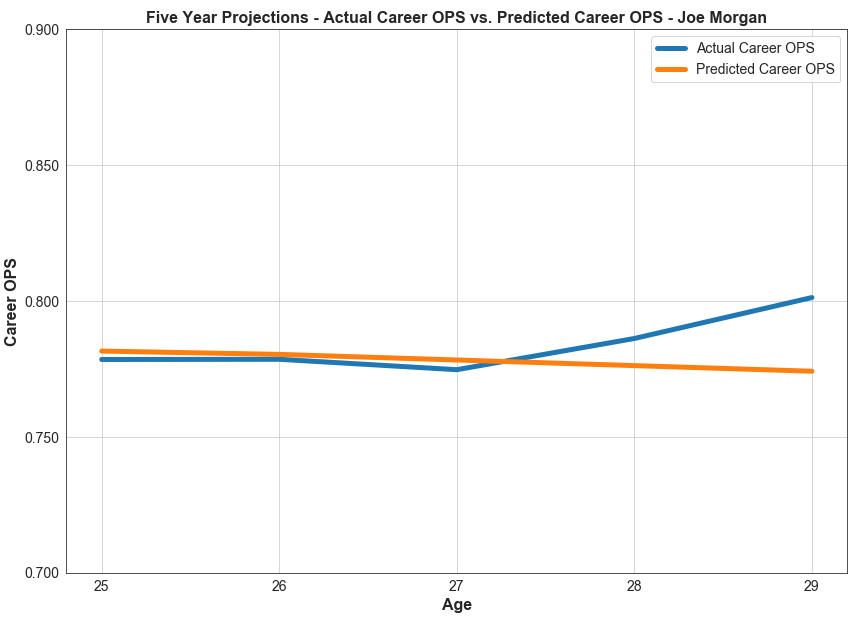 Five Year Projections - Actual Career OPS vs. Predicted Career OPS - Joe Morgan
Actual Career OPS
Predicted Career OPS
0.900
0.850
0.800
0.750
0.700
Career OPS
25 26 27 28 29
Age